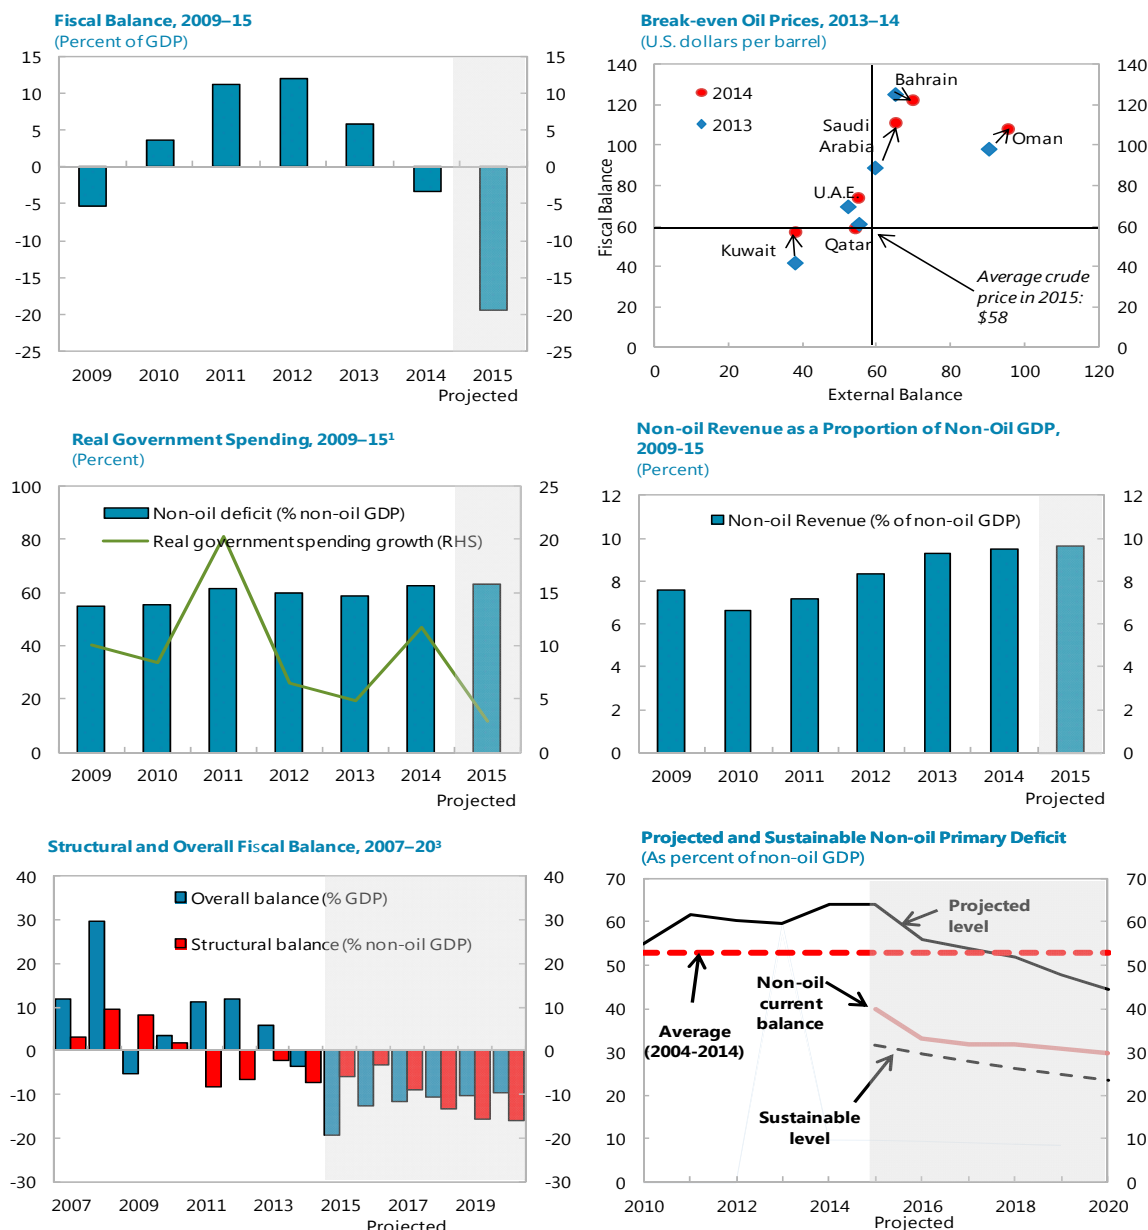 Fiscal Balance, 2009–15
(Percent of GDP)
15 15
10 10
5 5
0 0
-5 -5
-10 -10
-15 -15
-20 -20
-25 -25
2009 2010 2011 2012 2013 2014 2015
Projected
Break-even Oil Prices, 2013–14
(U.S. dollars per barrel)
140 140
120 120
100 100
80 80
60 60
40 40
20 20
0 0
Fiscal Balance
2014
2013
Bahrain
Saudi
Arabia
Oman
U.A.E
Kuwait
Qatar
Average crude
price in 2015:
$58
0 20 40 60 80 100 120
External Balance
Real Government Spending, 2009–15¹
(Percent)
100 25
80 20
60 15
40 10
20 5
0 0
Non-oil deficit (% non-oil GDP)
Real government spending growth (RHS)
2009 2010 2011 2012 2013 2014 2015
Projected
Non-oil Revenue as a Proportion of Non-Oil GDP,
2009-15
(Percent)
12 12
10 10
8 8
6 6
4 4
2 2
0 0
Non-oil Revenue (% of non-oil GDP)
2009 2010 2011 2012 2013 2014 2015
Projected
Structural and Overall Fiscal Balance, 2007–20³
40 40
30 30
20 20
10 10
0 0
-10 -10
-20 -20
-30 -30
Overall balance (% GDP)
Structural balance (% non-oil GDP)
2007 2009 2011 2013 2015 2017 2019
Projected
Projected and Sustainable Non-oil Primary Deficit
(As percent of non-oil GDP)
70 70
60 60
50 50
40 40
30 30
20 20
10 10
0 0
Projected
level
Non-oil
current
balance
Average
(2004-2014)
Sustainable
level
2010 2012 2014 2016 2018 2020
Projected